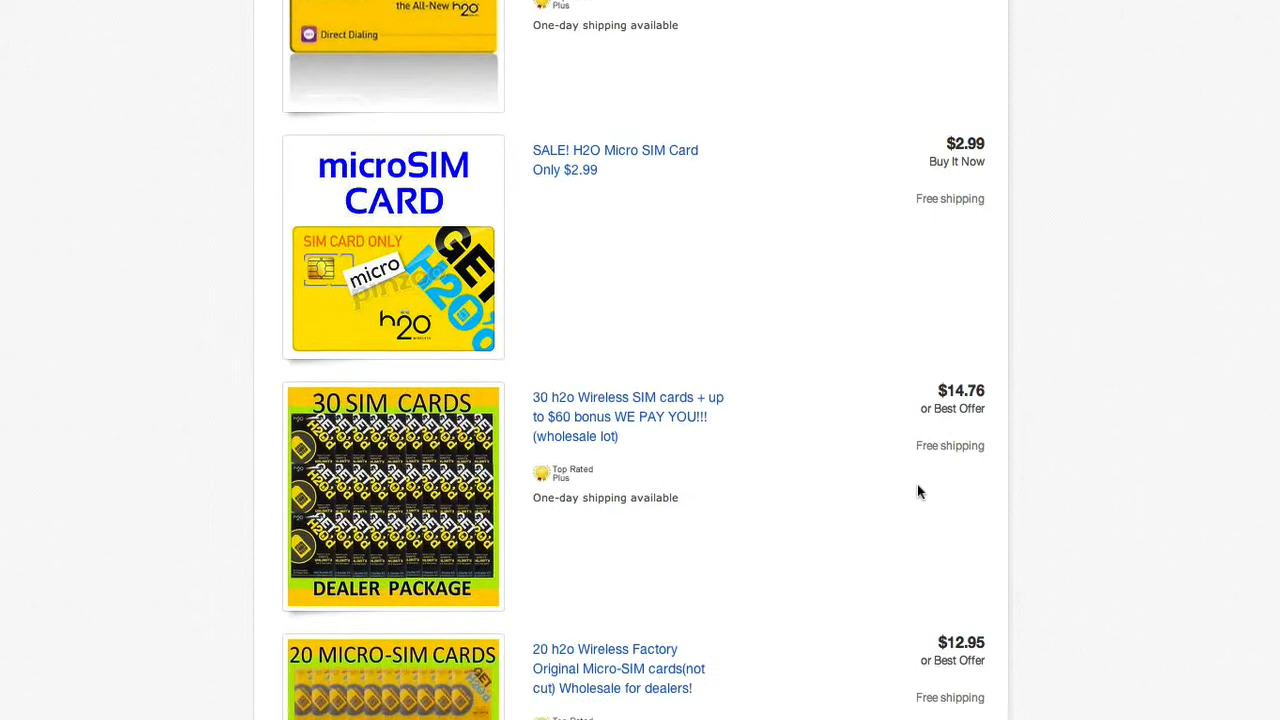 the All-New h2o
Direct Dialing
Plus
One-day shipping available
microSIM
CARD
SIM CARD ONLY
micro
GET
H2O
h2o
WIRELESS
SALE! H2O Micro SIM Card
Only $2.99
$2.99
Buy It Now
Free shipping
30 SIM CARDS
DEALER PACKAGE
30 h2o Wireless SIM cards + up
to $60 bonus WE PAY YOU!!!
(wholesale lot)
Top Rated
Plus
One-day shipping available
$14.76
or Best Offer
Free shipping
20 MICRO-SIM CARDS
20 h2o Wireless Factory
Original Micro-SIM cards(not
cut) Wholesale for dealers!
$12.95
or Best Offer
Free shipping